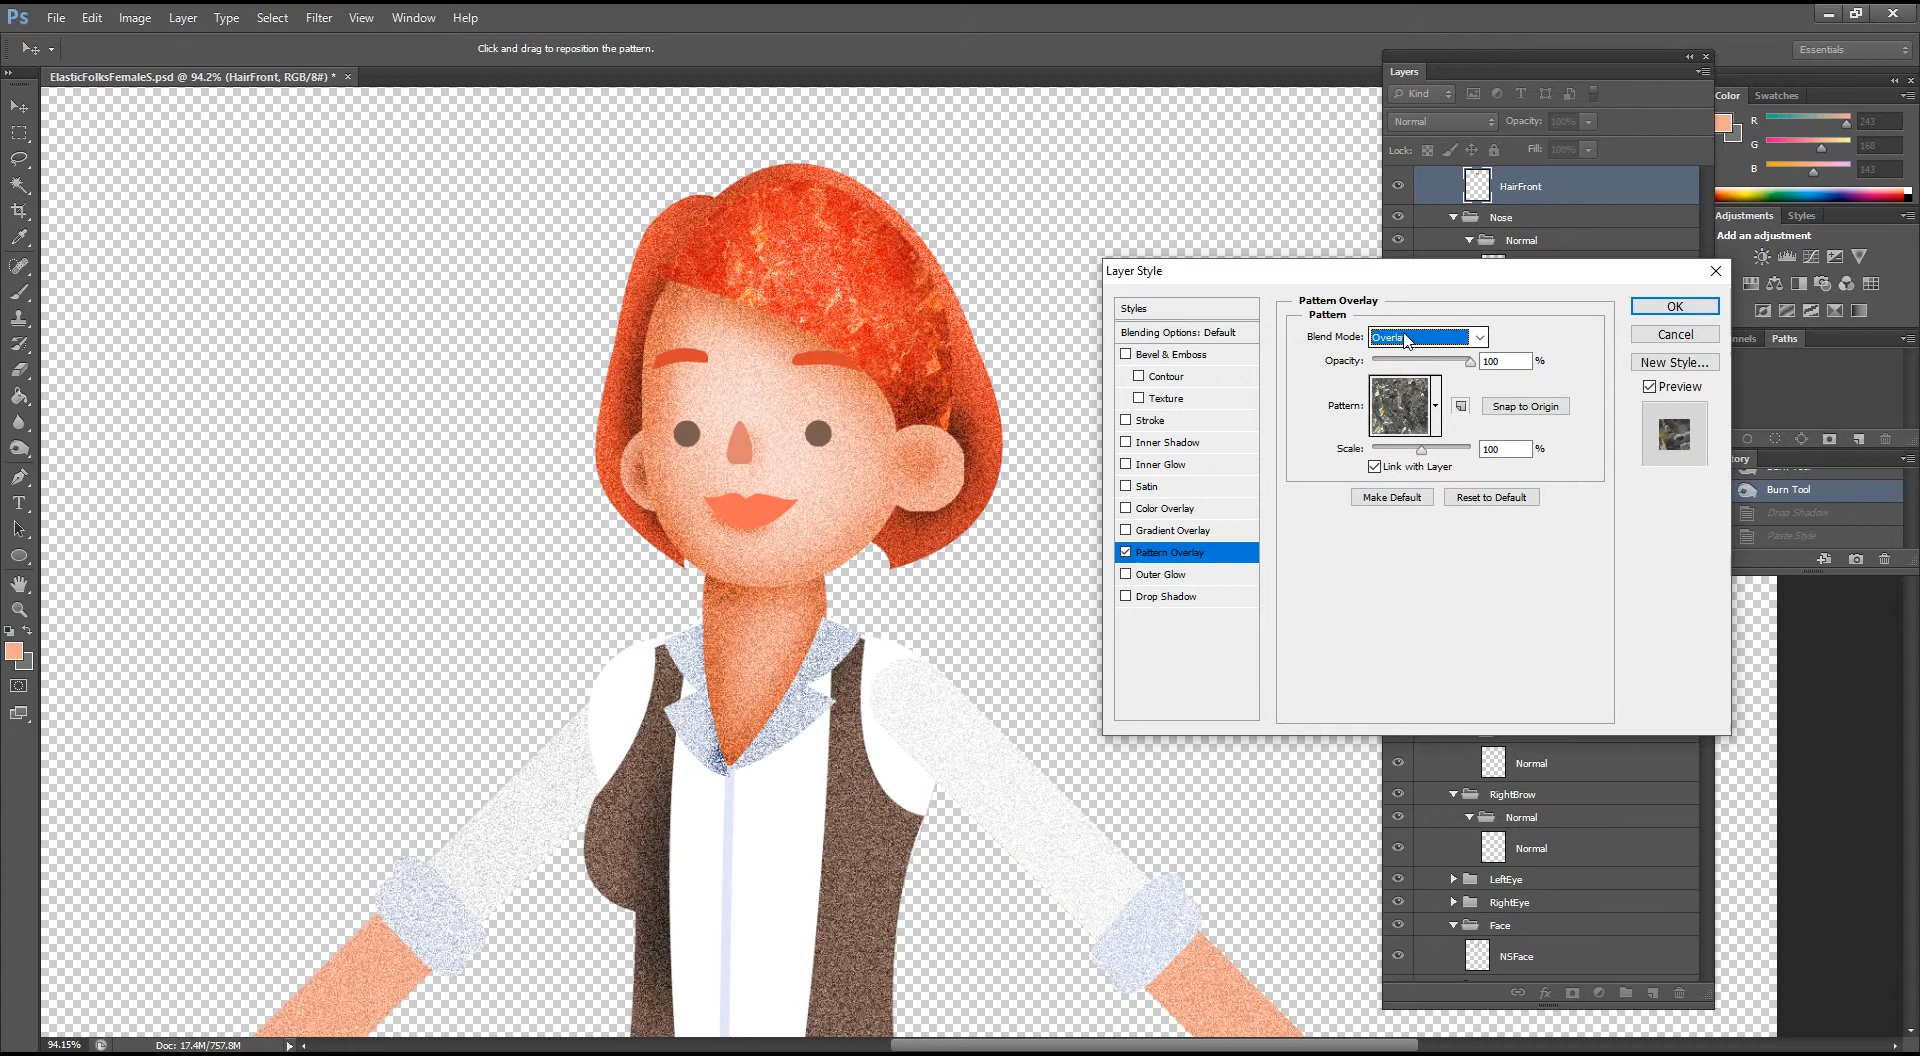 Ps File Edit Image Layer Type Select Filter View Window Help
Click and drag to reposition the pattern.
Essentials
ElasticFolksFemaleS.psd @ 94.2% (HairFront, RGB/8#) *
Layers
Kind
Normal Opacity: 100%
Lock: Fill: 100%
HairFront
Nose
Normal
Color Swatches
R 243
G 168
B 143
Adjustments Styles
Add an adjustment
Paths
Burn Tool
Drop Shadow
Paste Style
Layer Style
Styles
Blending Options: Default
Bevel & Emboss
Contour
Texture
Stroke
Inner Shadow
Inner Glow
Satin
Color Overlay
Gradient Overlay
Pattern Overlay
Outer Glow
Drop Shadow
Pattern Overlay
Pattern
Blend Mode: Overlay
Opacity: 100 %
Pattern: Snap to Origin
Scale: 100 %
Link with Layer
Make Default Reset to Default
OK
Cancel
New Style...
Preview
Normal
RightBrow
Normal
Normal
LeftEye
RightEye
Face
NSFace
fx
94.15% Doc: 17.4M/757.8M